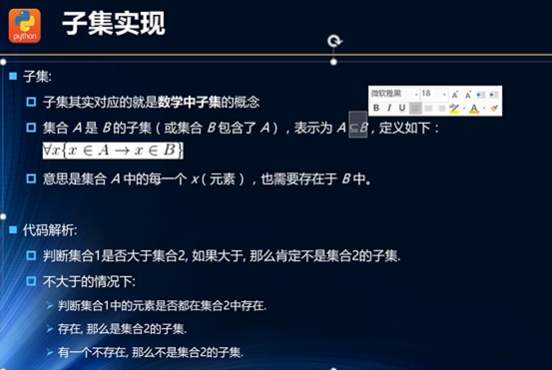 python
子集实现
子集:
子集其实对应的就是数学中子集的概念
微软雅黑 18 A A
B I U A
集合 A 是 B 的子集（或集合 B 包含了 A），表示为 A ⊆B，定义如下：
∀x{x ∈ A → x ∈ B}
意思是集合 A 中的每一个 x（元素），也需要存在于 B 中。
代码解析:
判断集合1是否大于集合2, 如果大于, 那么肯定不是集合2的子集.
不大于的情况下:
判断集合1中的元素是否都在集合2中存在.
存在, 那么是集合2的子集.
有一个不存在, 那么不是集合2的子集.